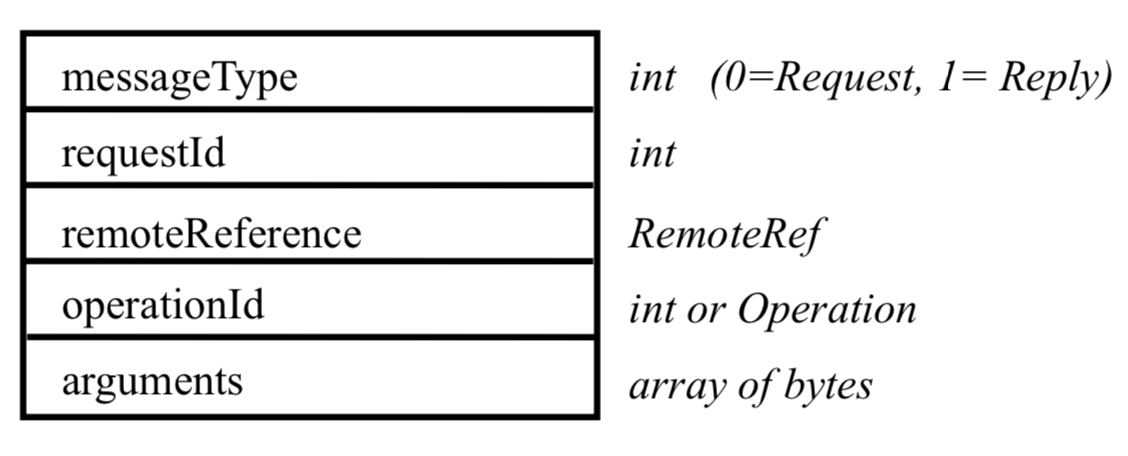 messageType int (0=Request, 1= Reply)
requestId int
remoteReference RemoteRef
operationId int or Operation
arguments array of bytes